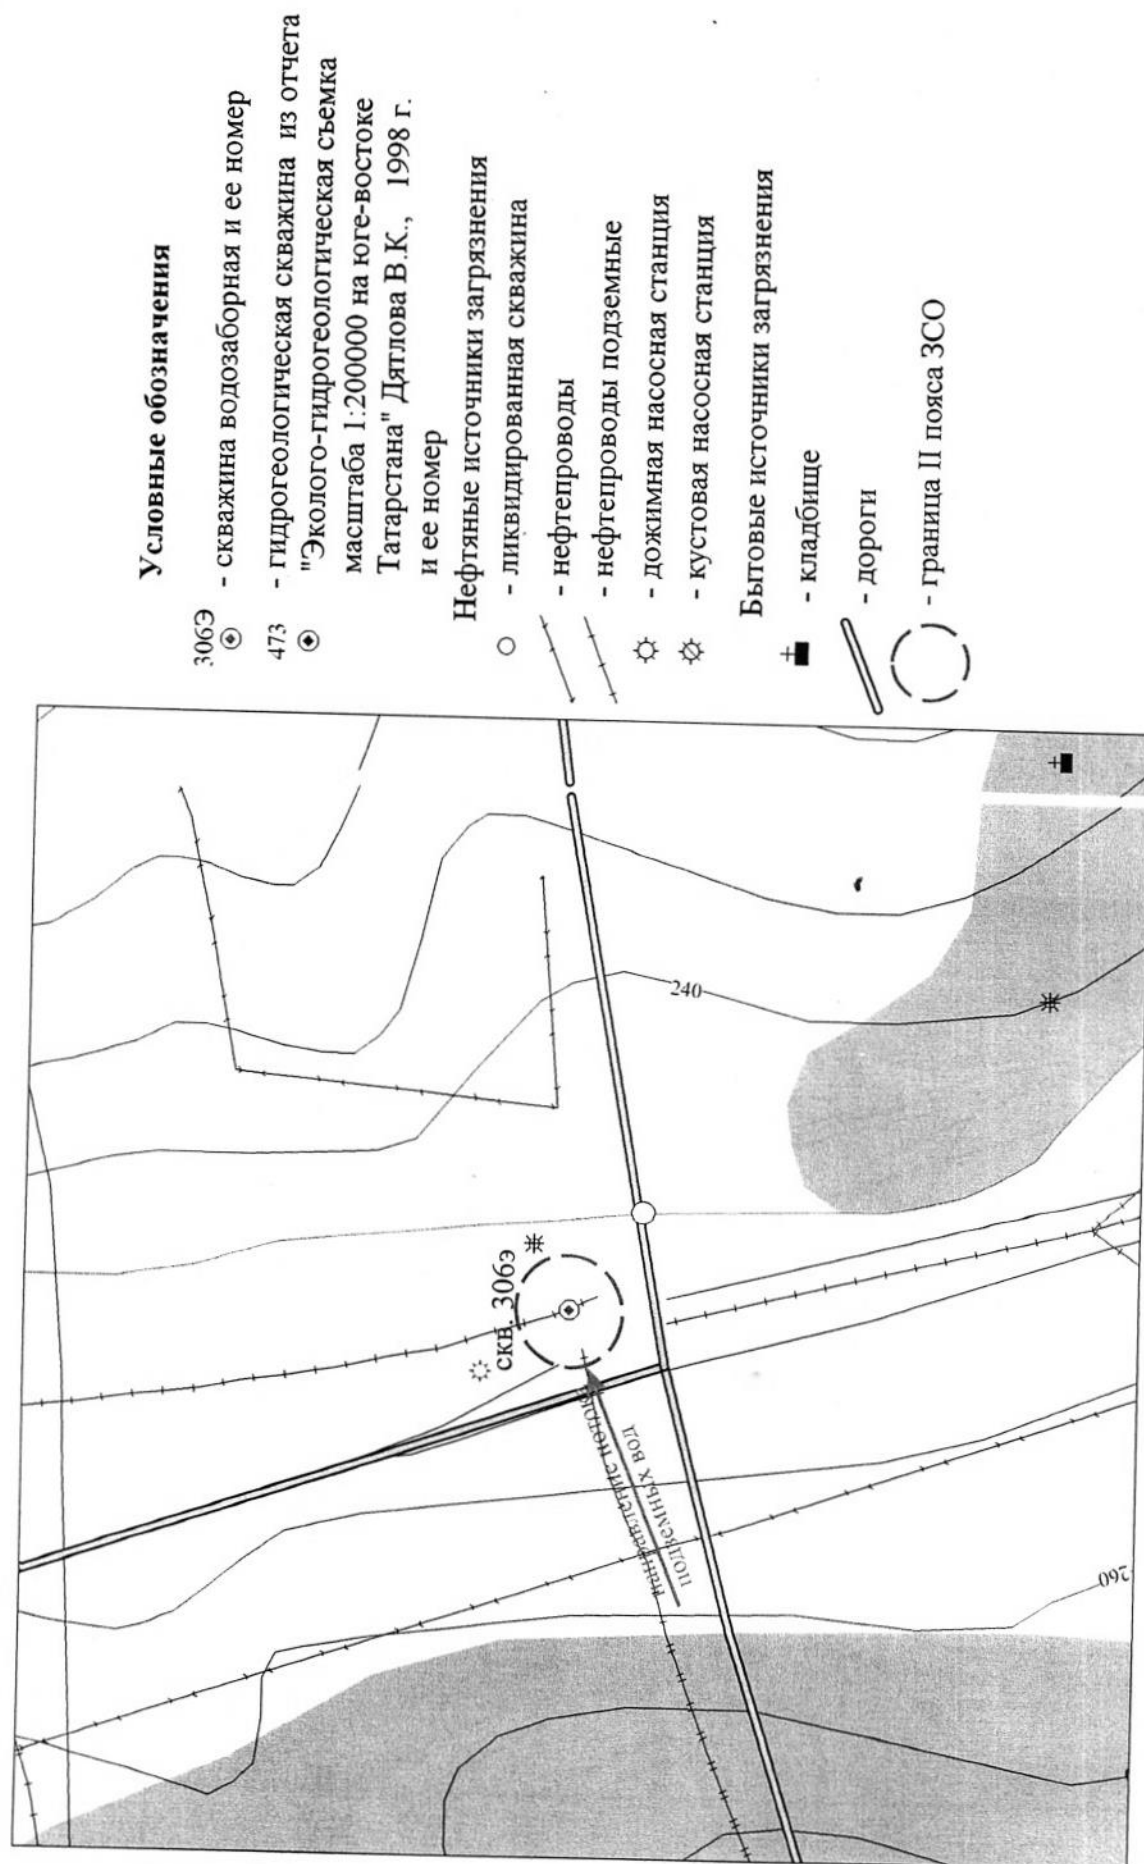 Условные обозначения
306Э
- скважина водозаборная и ее номер
473
- гидрогеологическая скважина из отчета
"Эколого-гидрогеологическая съемка
масштаба 1:200000 на юге-востоке
Татарстана" Дятлова В.К., 1998 г.
и ее номер
Нефтяные источники загрязнения
- ликвидированная скважина
- нефтепроводы
- нефтепроводы подземные
- дожимная насосная станция
- кустовая насосная станция
Бытовые источники загрязнения
- кладбище
- дороги
- граница II пояса ЗСО
скв. 306э
240
260
направление потока
подземных вод